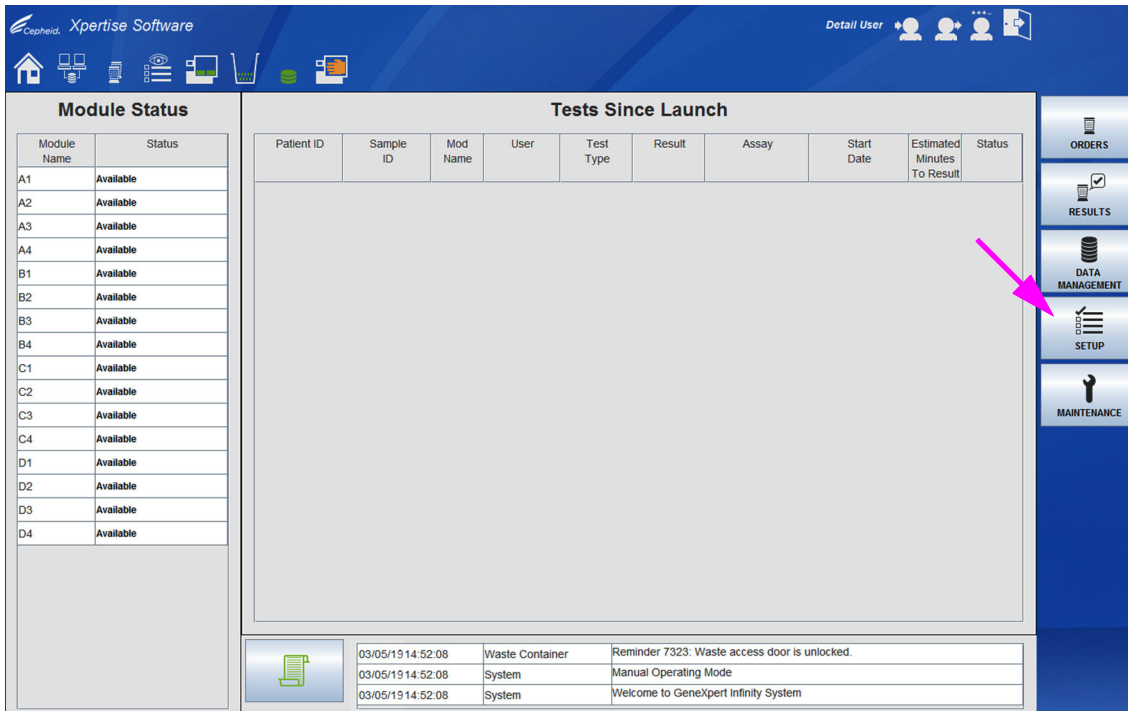 Cepheid. Xpertise Software
Detail User
Module Status
Module Name Status
A1 Available
A2 Available
A3 Available
A4 Available
B1 Available
B2 Available
B3 Available
B4 Available
C1 Available
C2 Available
C3 Available
C4 Available
D1 Available
D2 Available
D3 Available
D4 Available
Tests Since Launch
Patient ID Sample ID Mod Name User Test Type Result Assay Start Date Estimated Minutes To Result Status
03/05/19 14:52:08 Waste Container Reminder 7323: Waste access door is unlocked.
03/05/19 14:52:08 System Manual Operating Mode
03/05/19 14:52:08 System Welcome to GeneXpert Infinity System
ORDERS
RESULTS
DATA
MANAGEMENT
SETUP
MAINTENANCE